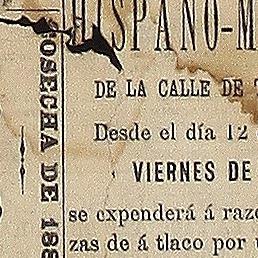 HISPANO-M
DE LA CALLE DE T
Desde el día 12
VIERNES DE
se expenderá á razo
zas de á tlaco por
COSECHA DE 188